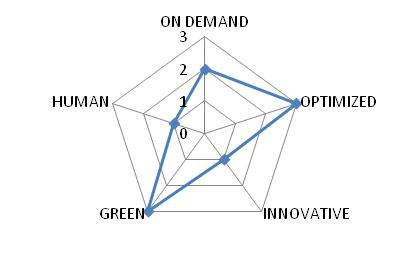 ON DEMAND
3
2
1
0
HUMAN
OPTIMIZED
GREEN
INNOVATIVE